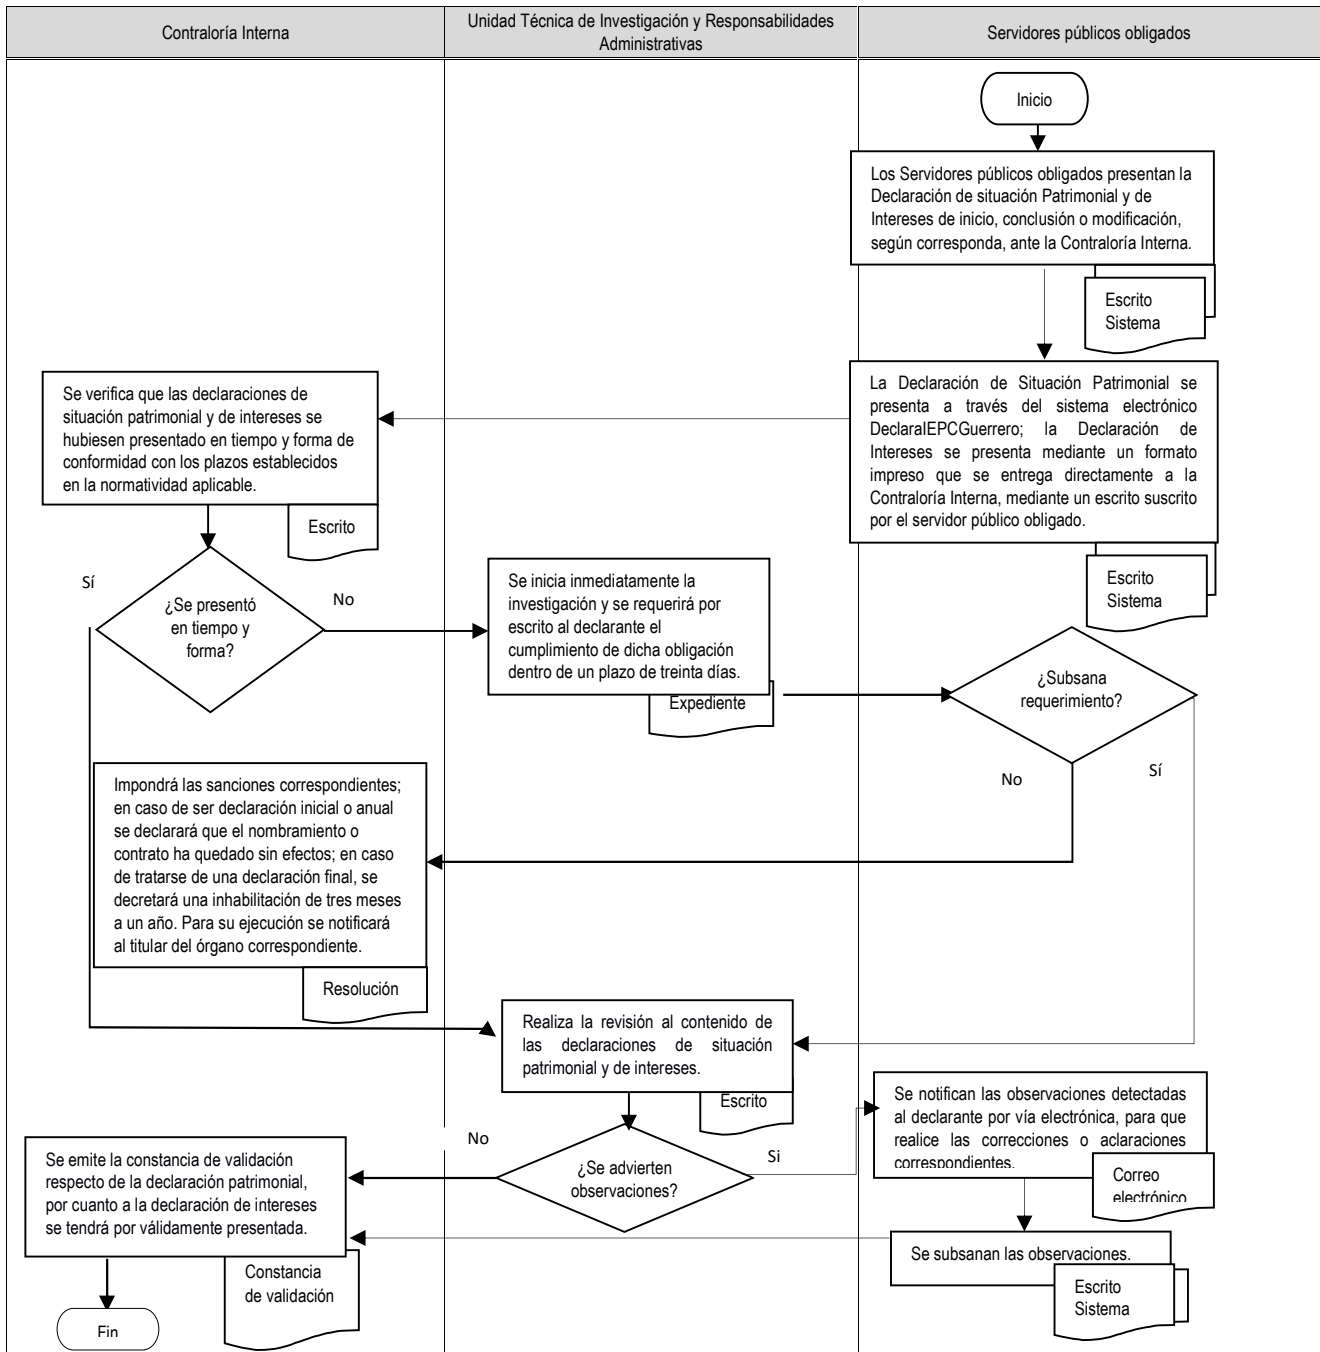 Contraloría Interna
Unidad Técnica de Investigación y Responsabilidades
Administrativas
Servidores públicos obligados
Inicio
Los Servidores públicos obligados presentan la
Declaración de situación Patrimonial y de
Intereses de inicio, conclusión o modificación,
según corresponda, ante la Contraloría Interna.
Escrito
Sistema
La Declaración de Situación Patrimonial se
presenta a través del sistema electrónico
DeclaraIEPCGuerrero; la Declaración de
Intereses se presenta mediante un formato
impreso que se entrega directamente a la
Contraloría Interna, mediante un escrito suscrito
por el servidor público obligado.
Escrito
Sistema
Se verifica que las declaraciones de
situación patrimonial y de intereses se
hubiesen presentado en tiempo y forma de
conformidad con los plazos establecidos
en la normatividad aplicable.
Escrito
¿Se presentó
en tiempo y
forma?
Sí
No
Se inicia inmediatamente la
investigación y se requerirá por
escrito al declarante el
cumplimiento de dicha obligación
dentro de un plazo de treinta días.
Expediente
¿Subsana
requerimiento?
No
Sí
Impondrá las sanciones correspondientes;
en caso de ser declaración inicial o anual
se declarará que el nombramiento o
contrato ha quedado sin efectos; en caso
de tratarse de una declaración final, se
decretará una inhabilitación de tres meses
a un año. Para su ejecución se notificará
al titular del órgano correspondiente.
Resolución
Realiza la revisión al contenido de
las declaraciones de situación
patrimonial y de intereses.
Escrito
¿Se advierten
observaciones?
No
Si
Se notifican las observaciones detectadas
al declarante por vía electrónica, para que
realice las correcciones o aclaraciones
correspondientes.
Correo
electrónico
Se subsanan las observaciones.
Escrito
Sistema
Se emite la constancia de validación
respecto de la declaración patrimonial,
por cuanto a la declaración de intereses
se tendrá por válidamente presentada.
Constancia
de validación
Fin